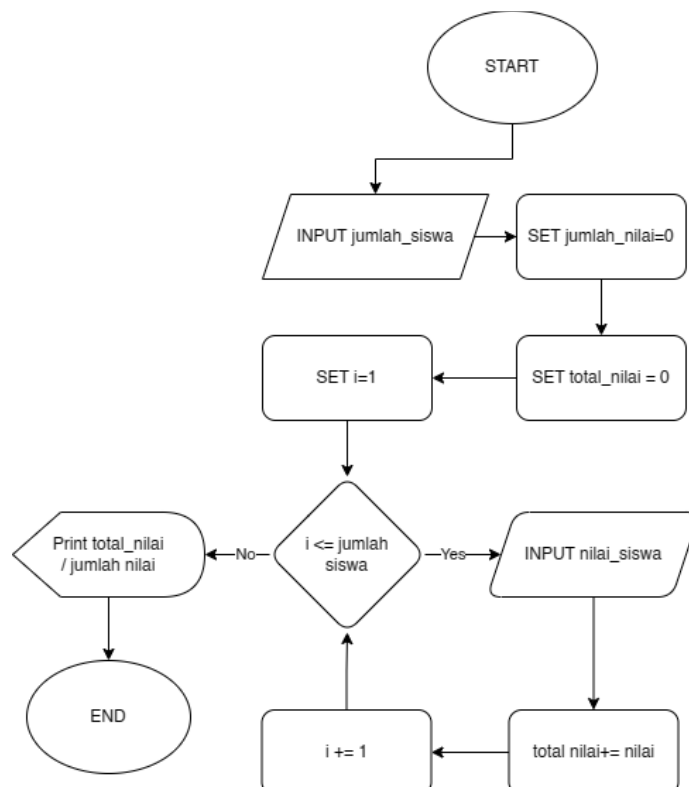 START
INPUT jumlah_siswa
SET jumlah_nilai=0
SET total_nilai = 0
SET i=1
i <= jumlah
siswa
Yes
No
INPUT nilai_siswa
total nilai+= nilai
i += 1
Print total_nilai
/ jumlah nilai
END